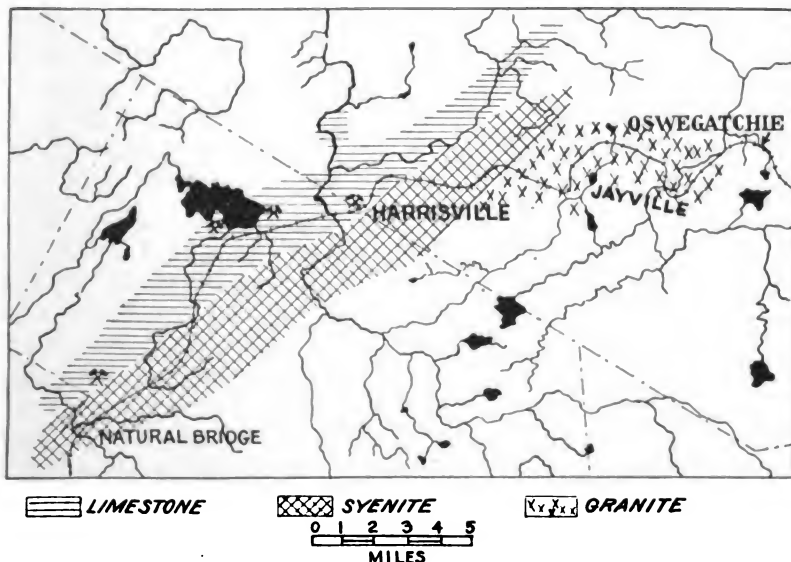 OSWEGATCHIE
JAYVILLE
HARRISVILLE
NATURAL BRIDGE
LIMESTONE SYENITE GRANITE
0 1 2 3 4 5
MILES